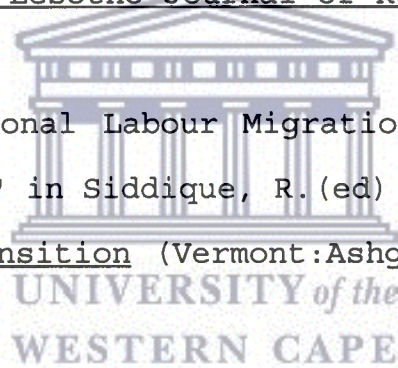 Lesotho Journal of
onal Labour Migratio
in Siddique, R.(ed)
nsition (Vermont:Ashg
UNIVERSITY of the
WESTERN CAPE